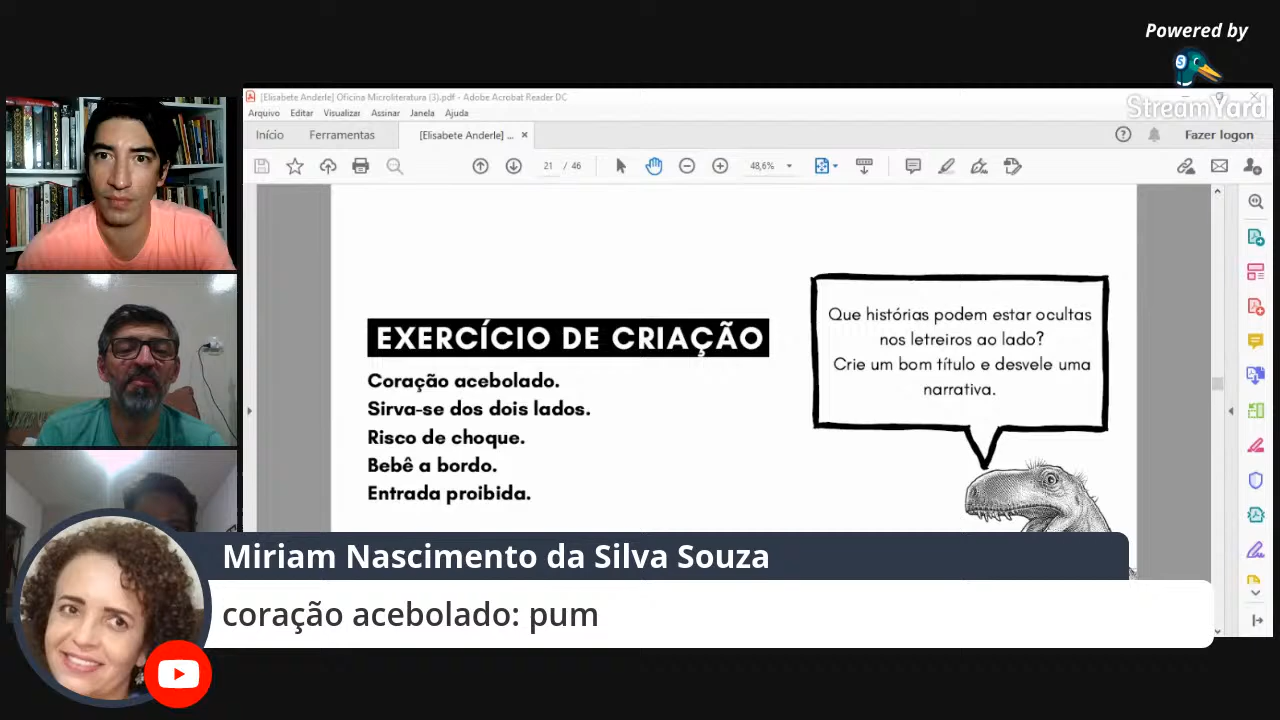 Powered by
StreamYard
[Elisabete Anderle] Oficina Microliteratura (3).pdf - Adobe Acrobat Reader DC
Arquivo Editar Visualizar Assinar Janela Ajuda
Início Ferramentas [Elisabete Anderle] ... × Fazer logon
21 / 46 48,6%
EXERCÍCIO DE CRIAÇÃO
Coração acebolado.
Sirva-se dos dois lados.
Risco de choque.
Bebê a bordo.
Entrada proibida.
Que histórias podem estar ocultas
nos letreiros ao lado?
Crie um bom título e desvele uma
narrativa.
Miriam Nascimento da Silva Souza
coração acebolado: pum